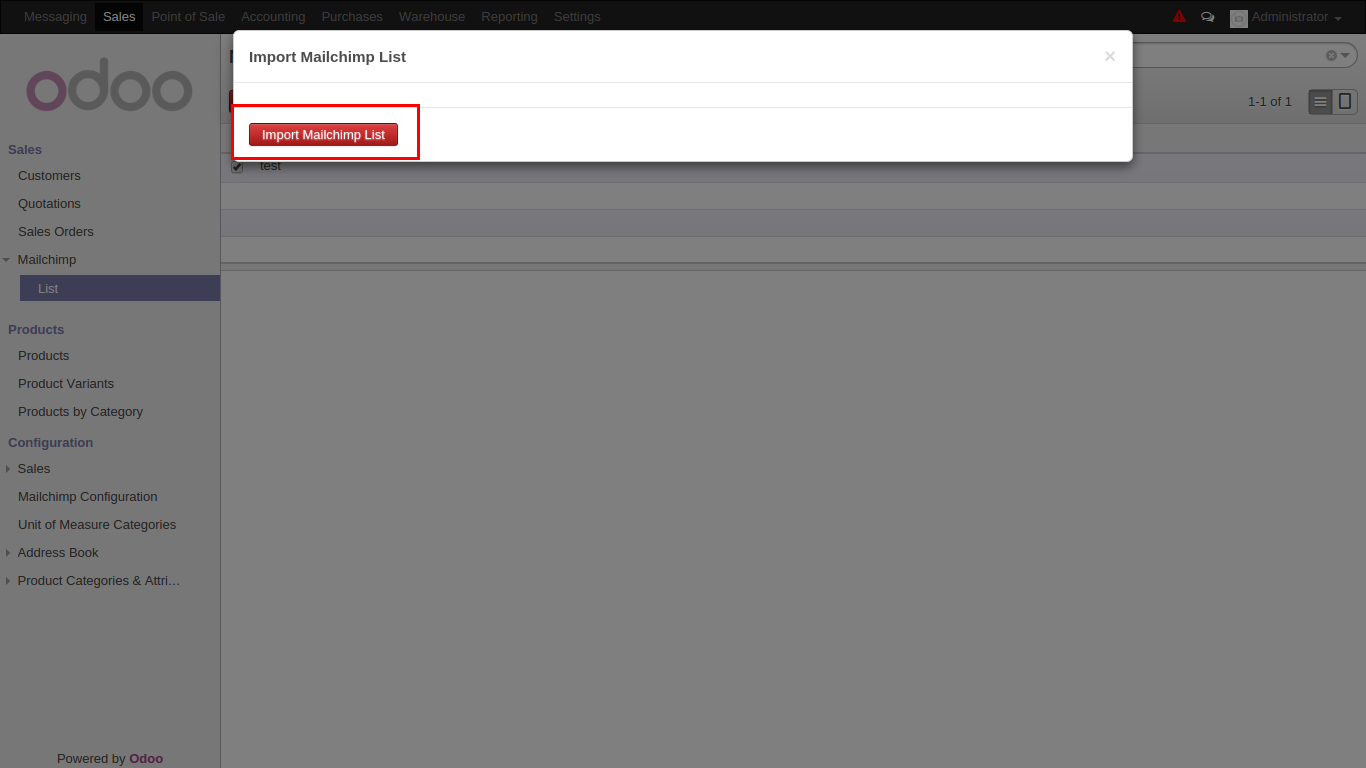 Messaging Sales Point of Sale Accounting Purchases Warehouse Reporting Settings Administrator
Import Mailchimp List ×
odoo
1-1 of 1
Import Mailchimp List
test
Sales
Customers
Quotations
Sales Orders
Mailchimp
List
Products
Products
Product Variants
Products by Category
Configuration
Sales
Mailchimp Configuration
Unit of Measure Categories
Address Book
Product Categories & Attri...
Powered by Odoo